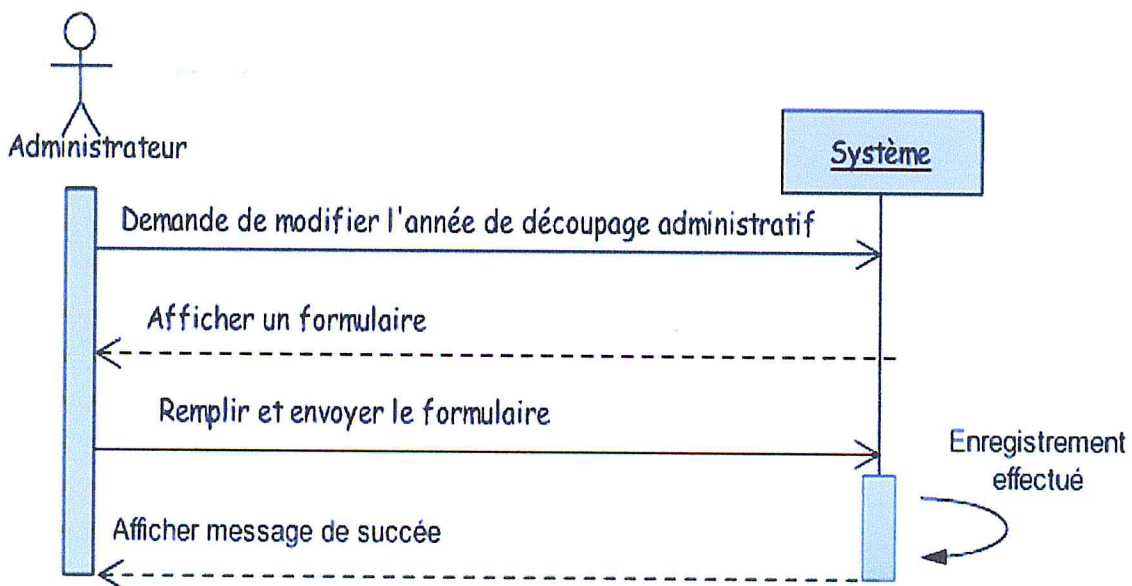 Administrateur
Système
Demande de modifier l'année de découpage administratif
Afficher un formulaire
Remplir et envoyer le formulaire
Enregistrement
effectué
Afficher message de succée